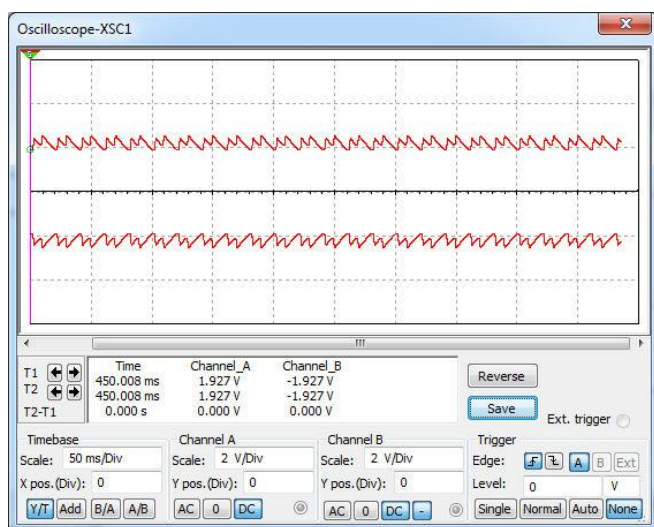 Oscilloscope-XSC1
Time Channel_A Channel_B
T1 450.008 ms 1.927 V -1.927 V
T2 450.008 ms 1.927 V -1.927 V
T2-T1 0.000 s 0.000 V 0.000 V
Reverse
Save
Ext. trigger
Timebase
Scale: 50 ms/Div
X pos.(Div): 0
Y/T Add B/A A/B
Channel A
Scale: 2 V/Div
Y pos.(Div): 0
AC 0 DC
Channel B
Scale: 2 V/Div
Y pos.(Div): 0
AC 0 DC -
Trigger
Edge: A B Ext
Level: 0 V
Single Normal Auto None